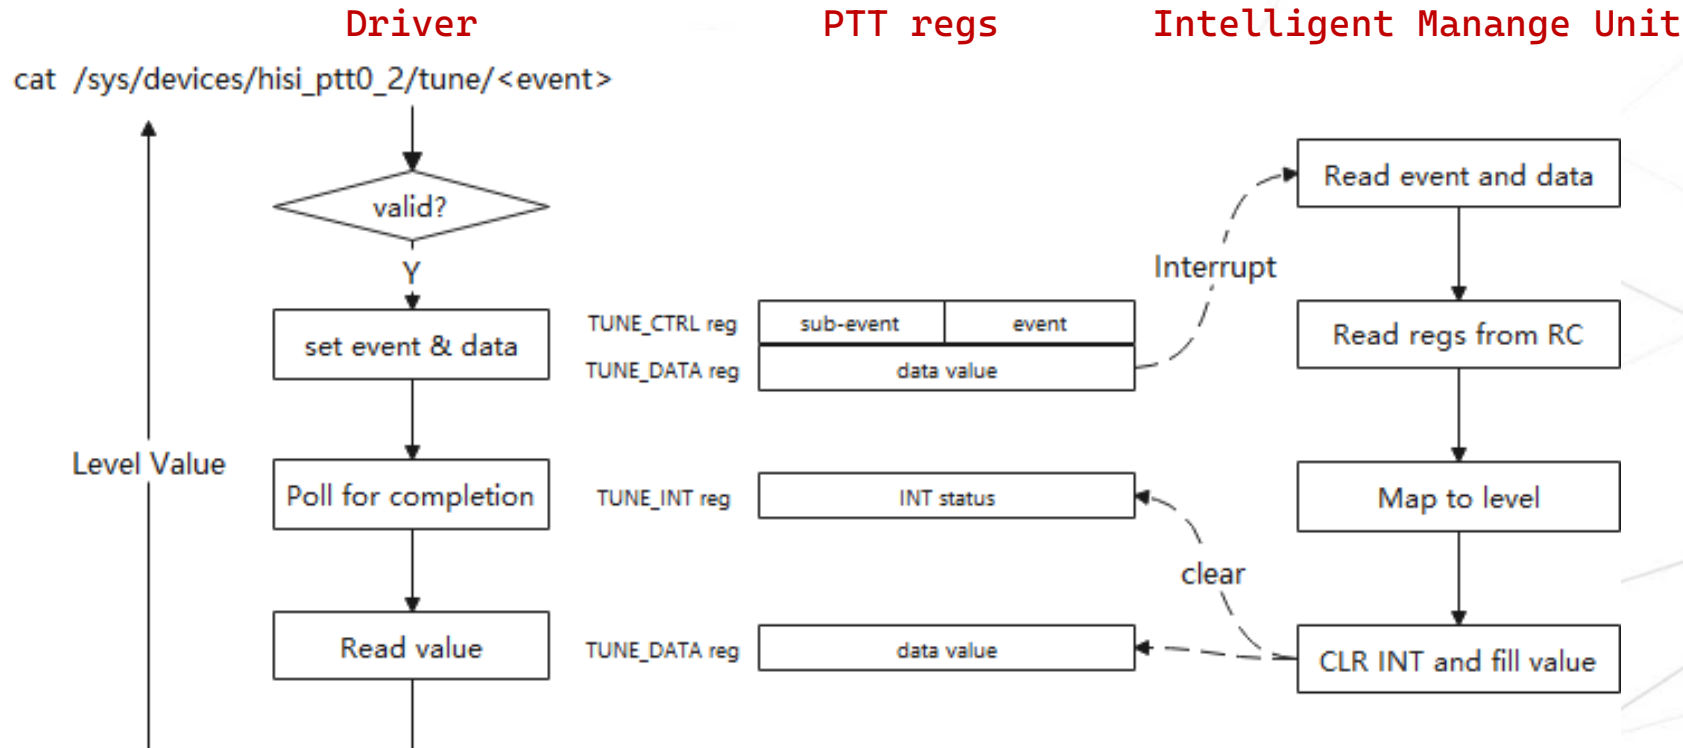 Driver
PTT regs
Intelligent Manange Unit
cat /sys/devices/hisi_ptt0_2/tune/<event>
valid?
Y
set event & data
Poll for completion
Read value
Level Value
TUNE_CTRL reg
sub-event
event
TUNE_DATA reg
data value
TUNE_INT reg
INT status
TUNE_DATA reg
data value
Interrupt
clear
Read event and data
Read regs from RC
Map to level
CLR INT and fill value